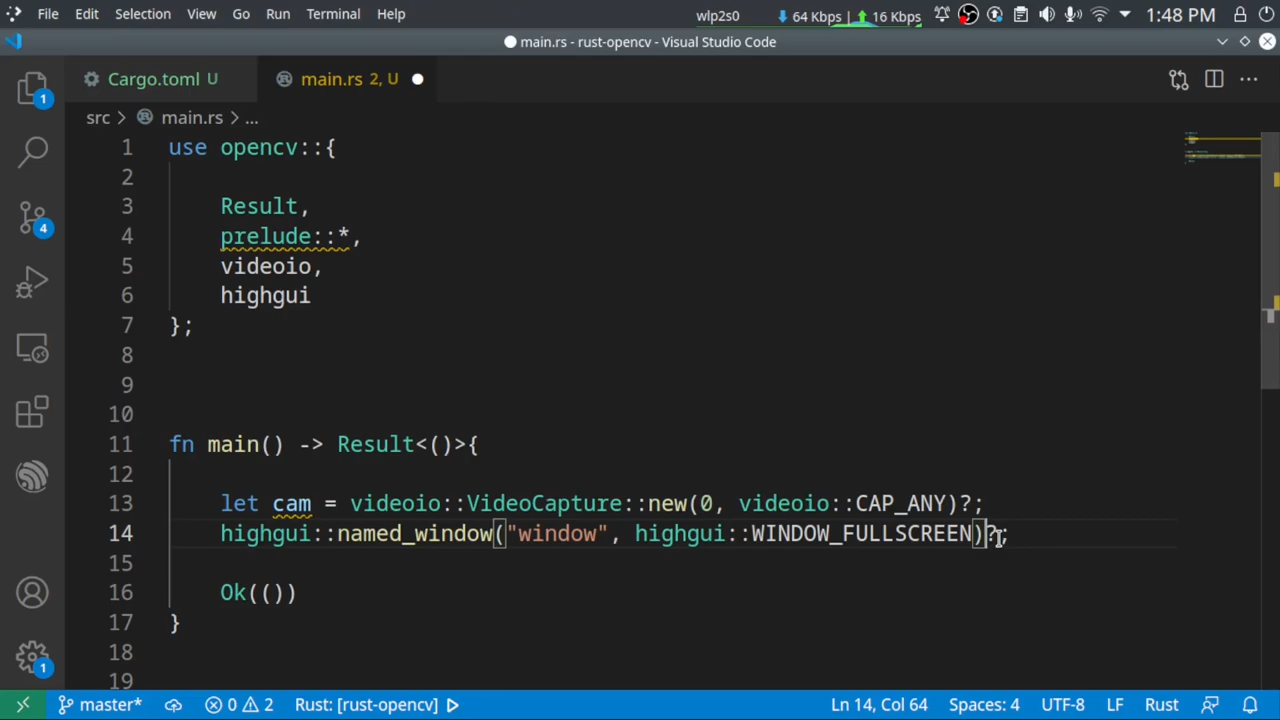 File Edit Selection View Go Run Terminal Help wlp2s0 64 Kbps | 16 Kbps 1:48 PM
main.rs - rust-opencv - Visual Studio Code
Cargo.toml U main.rs 2, U
src > main.rs > ...
1 use opencv::{
2
3 Result,
4 prelude::*,
5 videoio,
6 highgui
7 };
8
9
10
11 fn main() -> Result<()>{
12
13 let cam = videoio::VideoCapture::new(0, videoio::CAP_ANY)?;
14 highgui::named_window("window", highgui::WINDOW_FULLSCREEN)?;
15
16 Ok(())
17 }
18
19
1
4
1
master* 0 2 Rust: [rust-opencv] Ln 14, Col 64 Spaces: 4 UTF-8 LF Rust